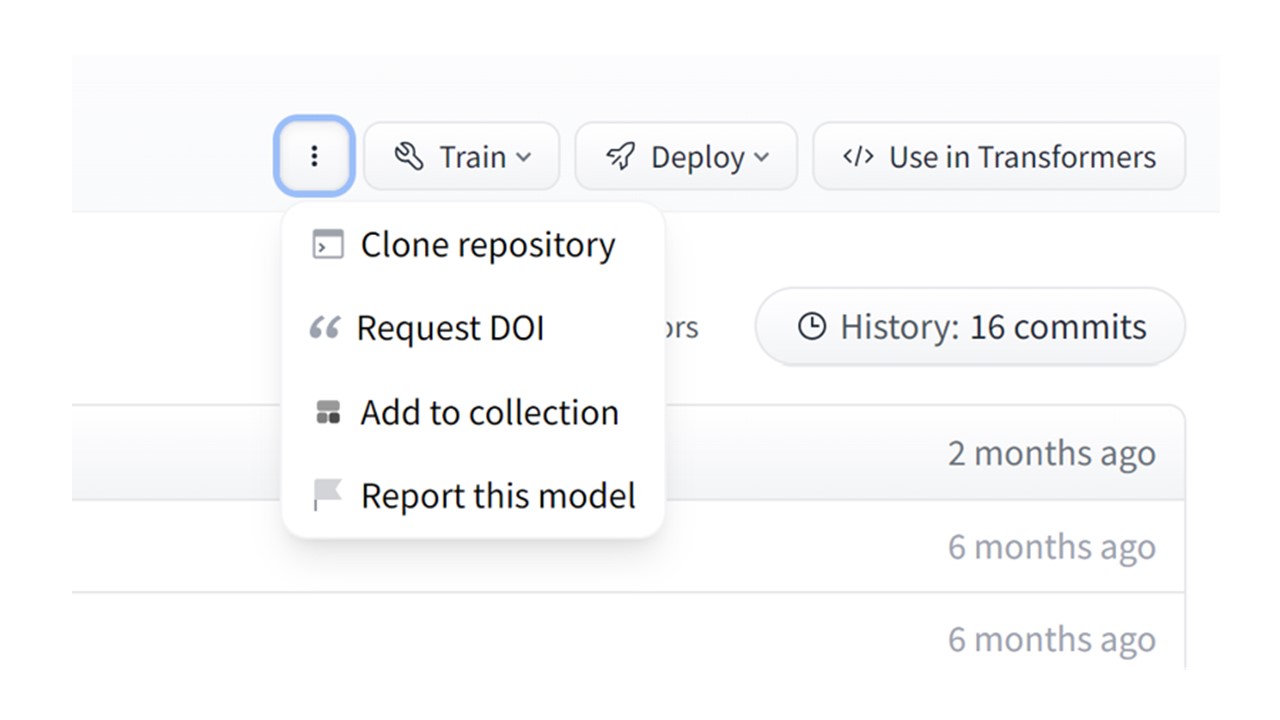 Train
Deploy
</> Use in Transformers
Clone repository
Request DOI
Add to collection
Report this model
ors
History: 16 commits
2 months ago
6 months ago
6 months ago